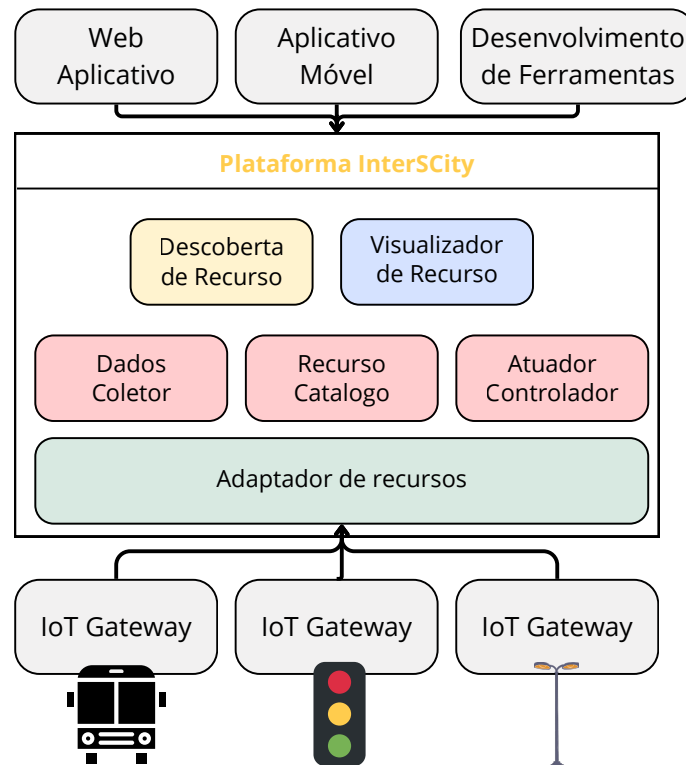 Web
Aplicativo
Aplicativo
Móvel
Desenvolvimento
de Ferramentas
Plataforma InterSCity
Descoberta
de Recurso
Visualizador
de Recurso
Dados
Coletor
Recurso
Catalogo
Atuador
Controlador
Adaptador de recursos
IoT Gateway
IoT Gateway
IoT Gateway